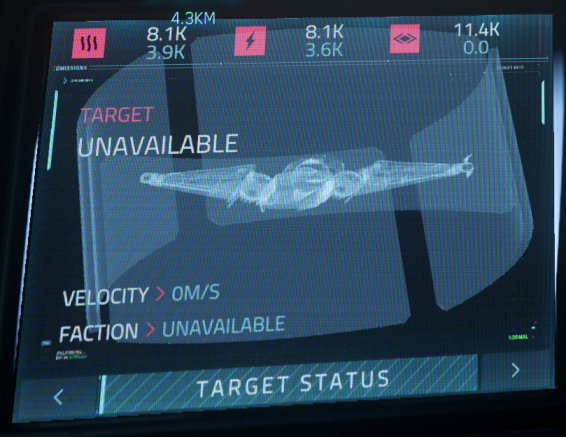 4.3KM
8.1K 8.1K 11.4K
3.9K 3.6K 0.0
EMISSIONS
TARGET
UNAVAILABLE
VELOCITY > 0M/S
FACTION > UNAVAILABLE
NORMAL
< TARGET STATUS >